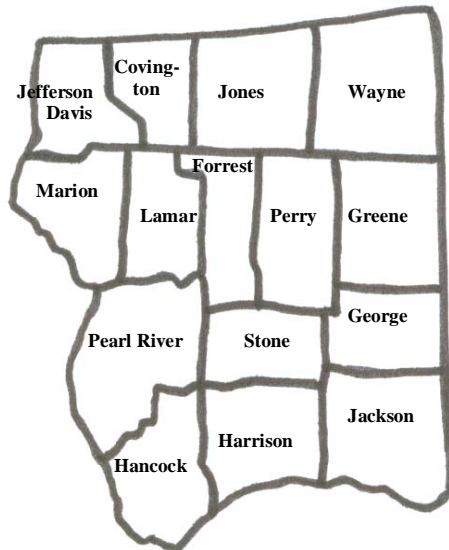 Coving-
ton
Jefferson
Davis
Jones
Wayne
Forrest
Marion
Lamar
Perry
Greene
George
Pearl River
Stone
Jackson
Harrison
Hancock